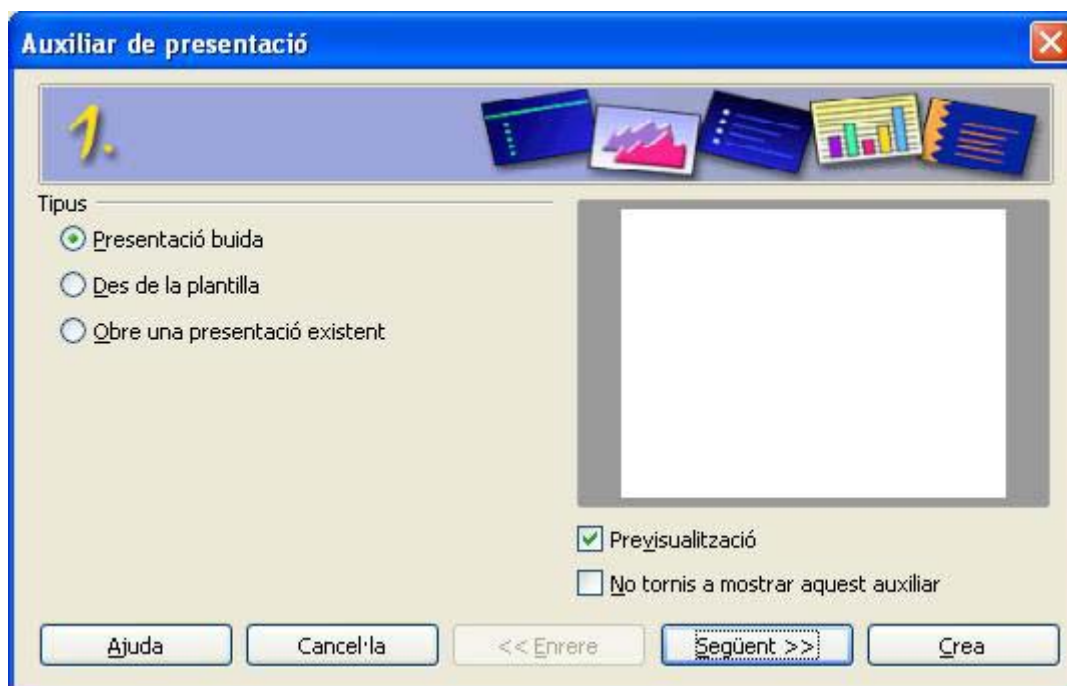 Auxiliar de presentació
1.
Tipus
Presentació buida
Des de la plantilla
Obre una presentació existent
Previsualització
No tornis a mostrar aquest auxiliar
Ajuda
Cancel·la
<< Enrere
Següent >>
Crea